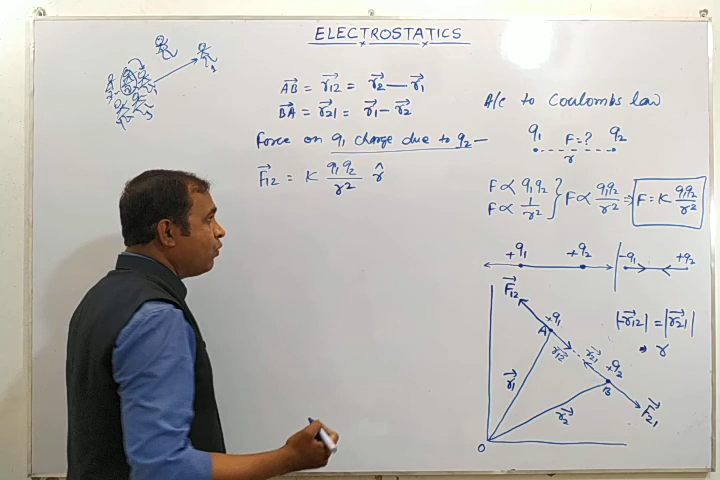 ELECTROSTATICS
AB⃗ = r₁₂⃗ = r₂⃗ — r₁⃗
BA⃗ = r₂₁⃗ = r₁⃗ — r₂⃗
Force on q₁ charge due to q₂ —
F₁₂⃗ = K q₁q₂/r² r̂
A/c to Coulombs law
q₁ F=? q₂
r
F ∝ q₁q₂
F ∝ 1/r²
} F ∝ q₁q₂/r² ⇒ F = K q₁q₂/r²
+q₁ +q₂ -q₁ +q₂
F₁₂⃗
+q₁
A
r₁₂⃗ r₂₁⃗
+q₂
B
r₁⃗
r₂⃗
F₂₁⃗
O
|-r₁₂⃗| = |r₂₁⃗|
⇒ r